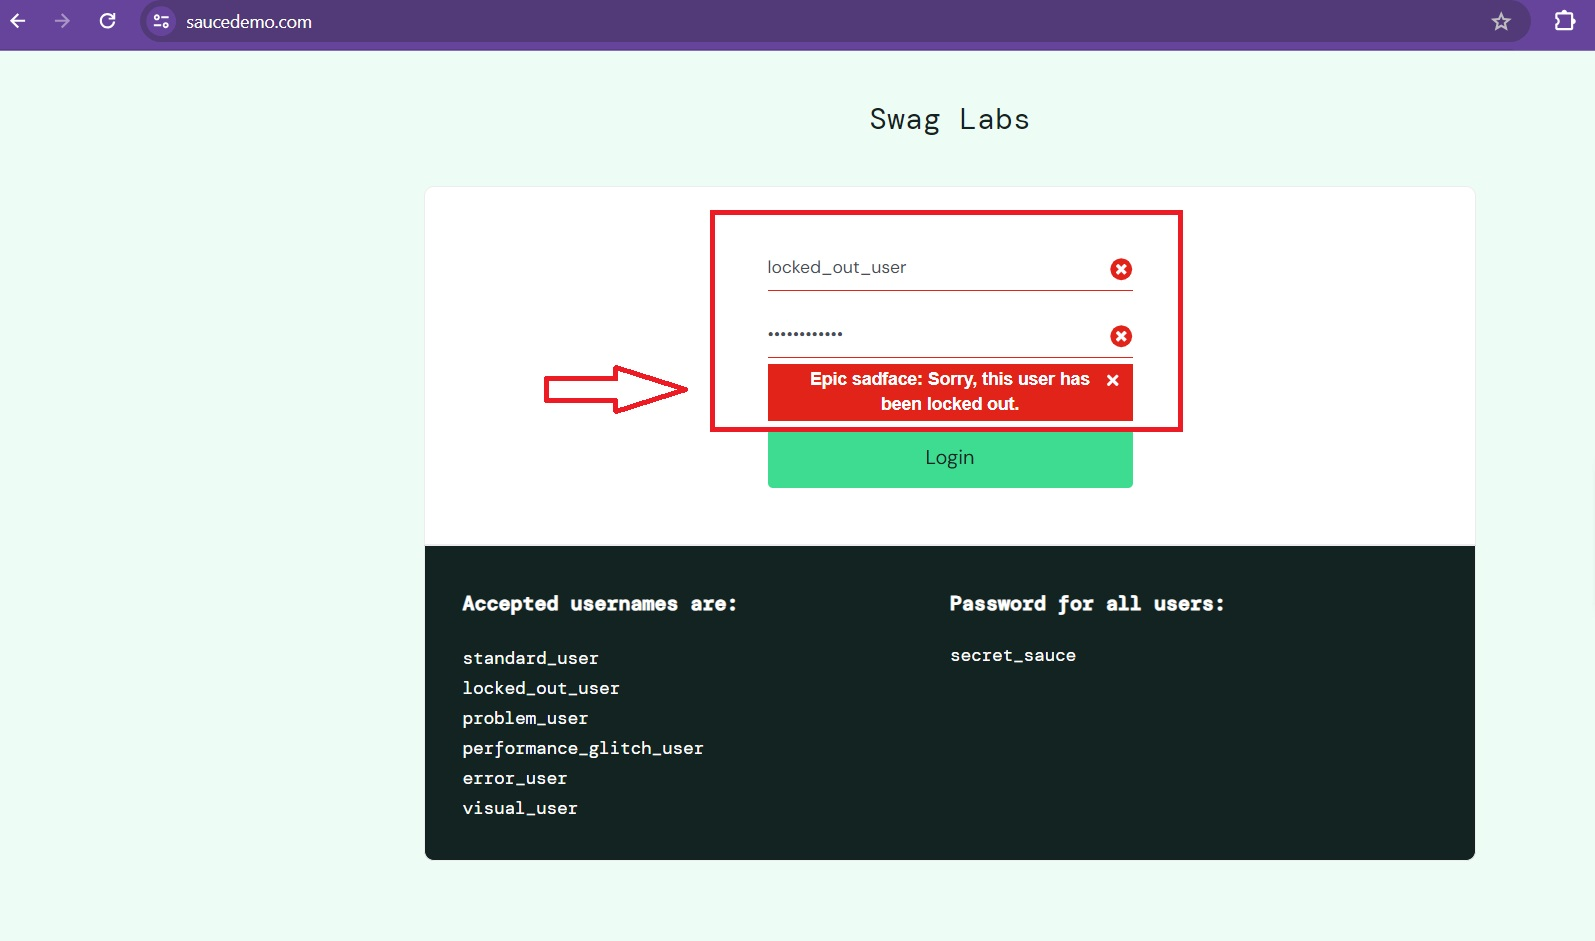 saucedemo.com
Swag Labs
locked_out_user
••••••••••••
Epic sadface: Sorry, this user has
been locked out.
Login
Accepted usernames are:
standard_user
locked_out_user
problem_user
performance_glitch_user
error_user
visual_user
Password for all users:
secret_sauce